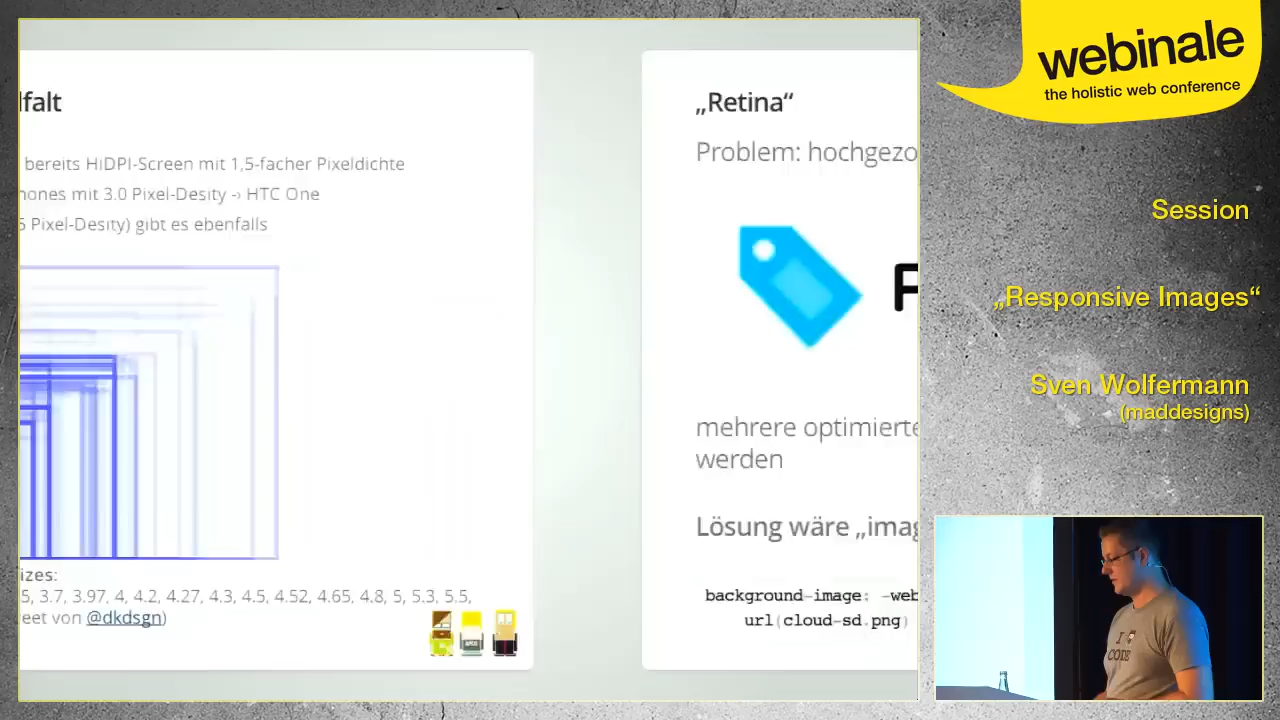 lfalt
bereits HiDPI-Screen mit 1,5-facher Pixeldichte
nones mit 3.0 Pixel-Desity -> HTC One
5 Pixel-Desity) gibt es ebenfalls
izes:
5, 3.7, 3.97, 4, 4.2, 4.27, 4.3, 4.5, 4.52, 4.65, 4.8, 5, 5.3, 5.5,
eet von @dkdsgn)
„Retina“
Problem: hochgezo
mehrere optimierte
werden
Lösung wäre „imag
background-image: -web
url(cloud-sd.png)
webinale
the holistic web conference
Session
„Responsive Images“
Sven Wolfermann
(maddesigns)
I
CODE